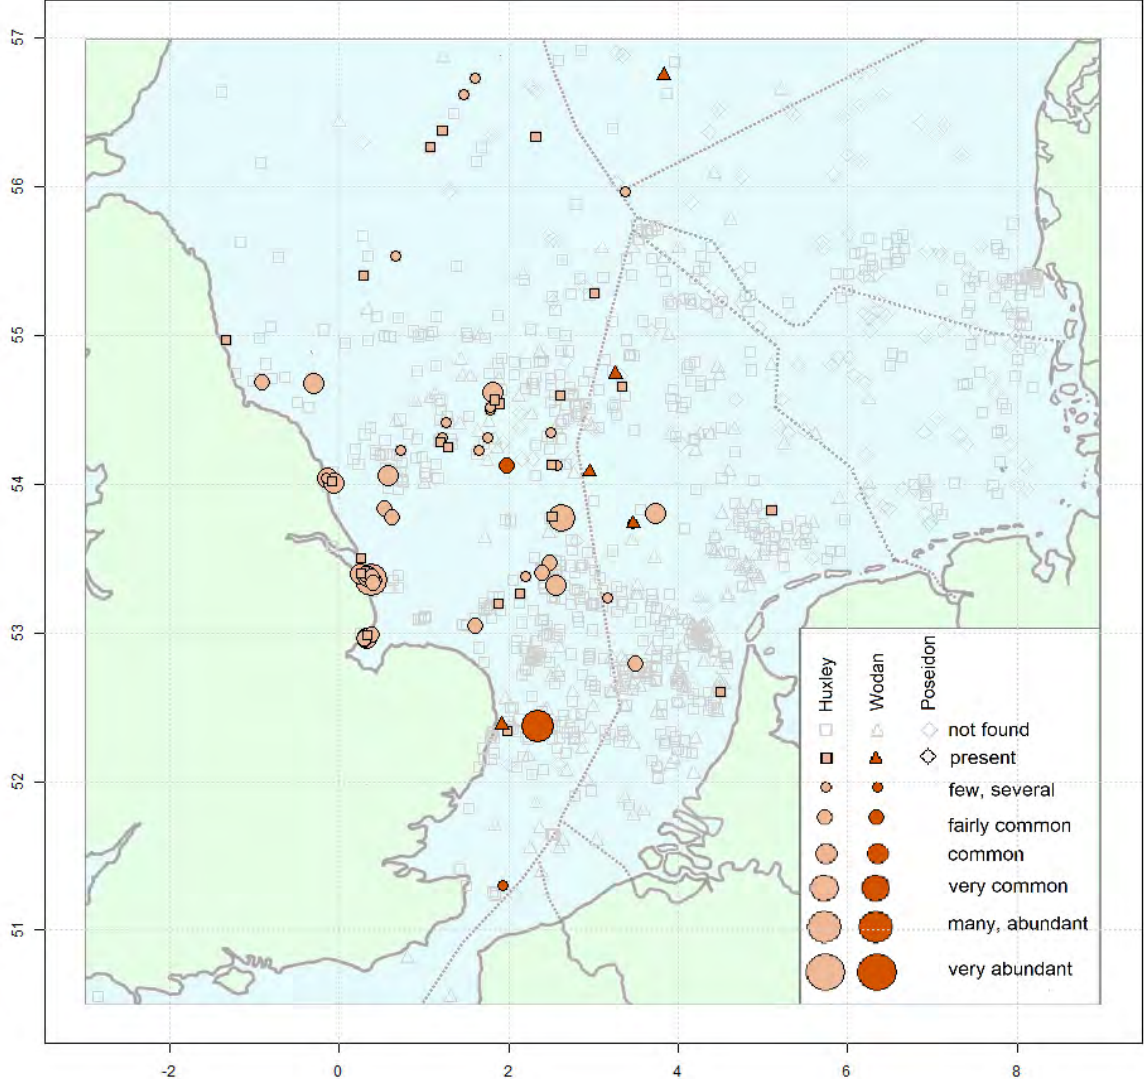 57
56
55
54
53
52
51
Huxley Wodan Poseidon
not found
present
few, several
fairly common
common
very common
many, abundant
very abundant
-2 0 2 4 6 8